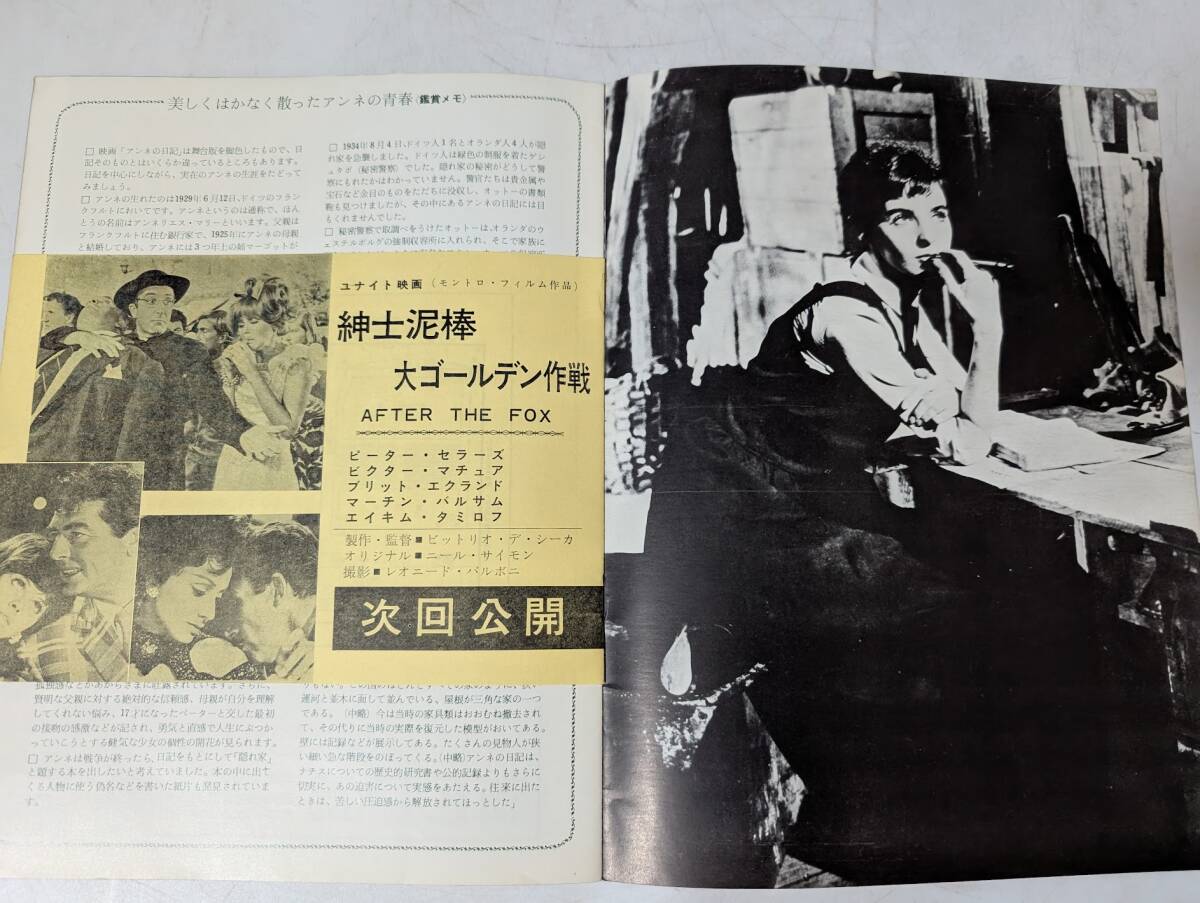 美しくはかなく散ったアンネの青春〈鑑賞メモ〉
□ 映画「アンネの日記」は舞台版を脚色したもので、日
記そのものとはいくらか違っているところもあります。
日記を中心にしながら、実在のアンネの生涯をたどって
みましょう。
□ アンネの生れたのは1929年6月12日、ドイツのフラン
クフルトにおいてです。アンネというのは通称で、ほん
とうの名前はアンネリエス・マリーといいます。父親は
フランクフルトに住む銀行家で、1925年にアンネの母親
と結婚しており、アンネには3つ年上の姉マーゴットが
□ 1934年8月4日、ドイツ人1名とオランダ人4人が隠
れ家を急襲しました。ドイツ人は緑色の制服を着たゲシ
ュタポ（秘密警察）でした。隠れ家の秘密がどうして警
察にもれたかはわかっていません。警官たちは貴金属や
宝石など金目のものをただちに没収し、オットーの書類
鞄も見つけましたが、その中にあるアンネの日記には目
もくれませんでした。
□ 秘密警察で取調べをうけたオットーは、オランダのウ
ェステルボルグの強制収容所に入れられ、そこで家族に
ユナイト映画（モントロ・フィルム作品）
紳士泥棒
大ゴールデン作戦
AFTER THE FOX
ピーター・セラーズ
ビクター・マチュア
ブリット・エクランド
マーチン・バルサム
エイキム・タミロフ
製作・監督■ビットリオ・デ・シーカ
オリジナル■ニール・サイモン
撮影■レオニード・バルボニ
次回公開
孤独感などがあからさまに吐露されています。さらに、
賢明な父親に対する絶対的な信頼感、母親が自分を理解
してくれない悩み、17才になったペーターと交した最初
の接吻の感激などが記され、勇気と直感で人生にぶつか
っていこうとする健気な少女の個性の開花が見られます。
□ アンネは戦争が終ったら、日記をもとにして「隠れ家」
と題する本を出したいと考えていました。本の中に出て
くる人物に使う偽名などを書いた紙片も発見されていま
す。
運河と並木に面して並んでいる。屋根が三角な家の一つ
である。（中略）今は当時の家具類はおおむね撤去され
て、その代りに当時の実際を復元した模型がおいてある。
壁には記録などが展示してある。たくさんの見物人が狭
い細い急な階段をのぼってくる。（中略）アンネの日記は、
ナチスについての歴史的研究書や公的記録よりもさらに
切実に、あの迫害について実感をあたえる。往来に出た
ときは、苦しい圧迫感から解放されてほっとした」